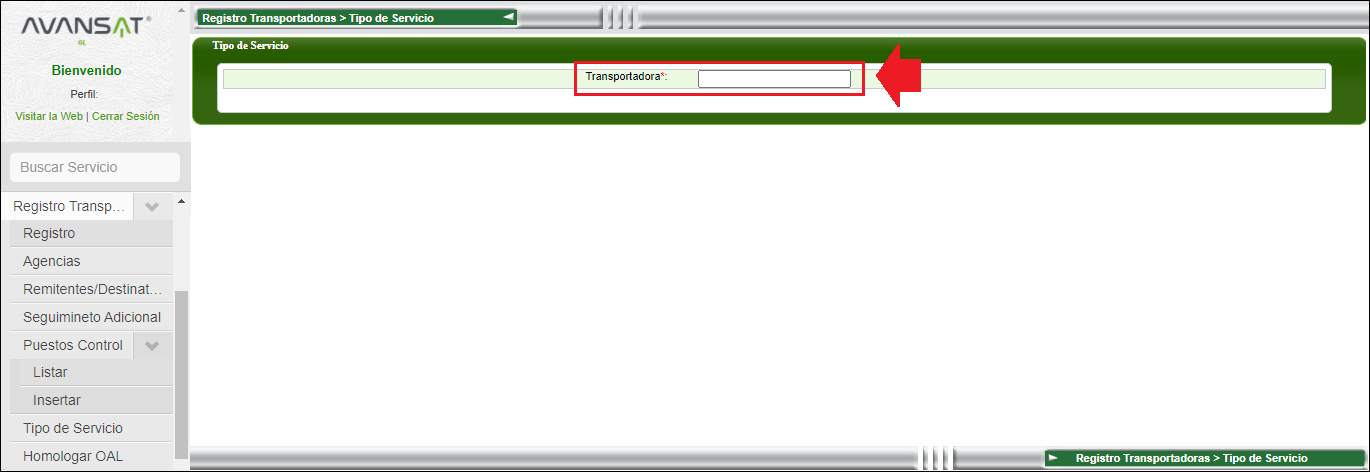 AVANSAT®
GL
Bienvenido
Perfil:
Visitar la Web | Cerrar Sesión
Buscar Servicio
Registro Transp...
Registro
Agencias
Remitentes/Destinat...
Seguimineto Adicional
Puestos Control
Listar
Insertar
Tipo de Servicio
Homologar OAL
Registro Transportadoras > Tipo de Servicio
Tipo de Servicio
Transportadora*:
Registro Transportadoras > Tipo de Servicio